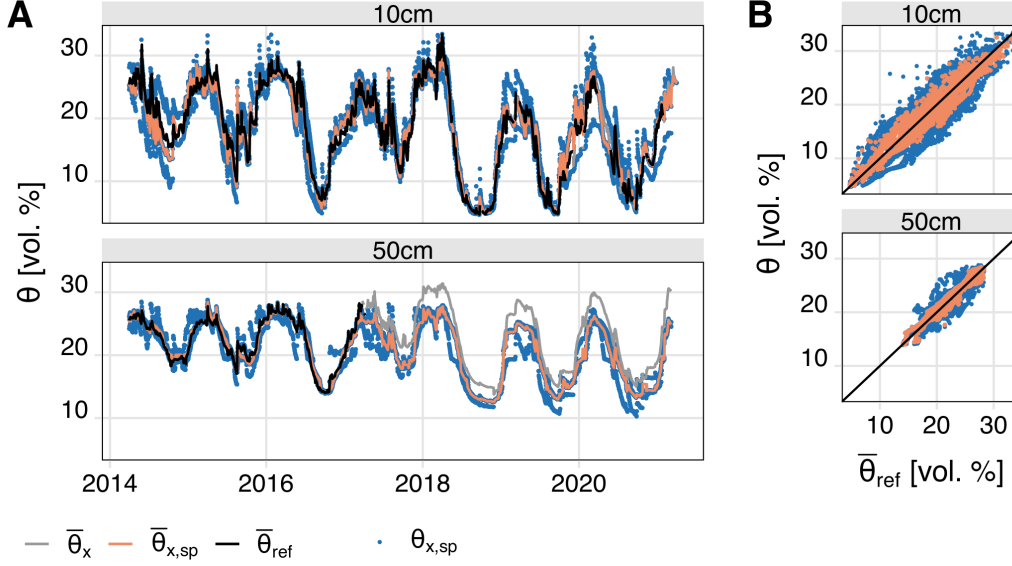 A
10cm
30
20
10
θ [vol. %]
50cm
30
20
10
2014 2016 2018 2020
θ̅x θ̅x,sp θ̅ref θx,sp
B
10cm
30
20
10
θ [vol. %]
50cm
30
20
10
10 20 30
θ̅ref [vol. %]